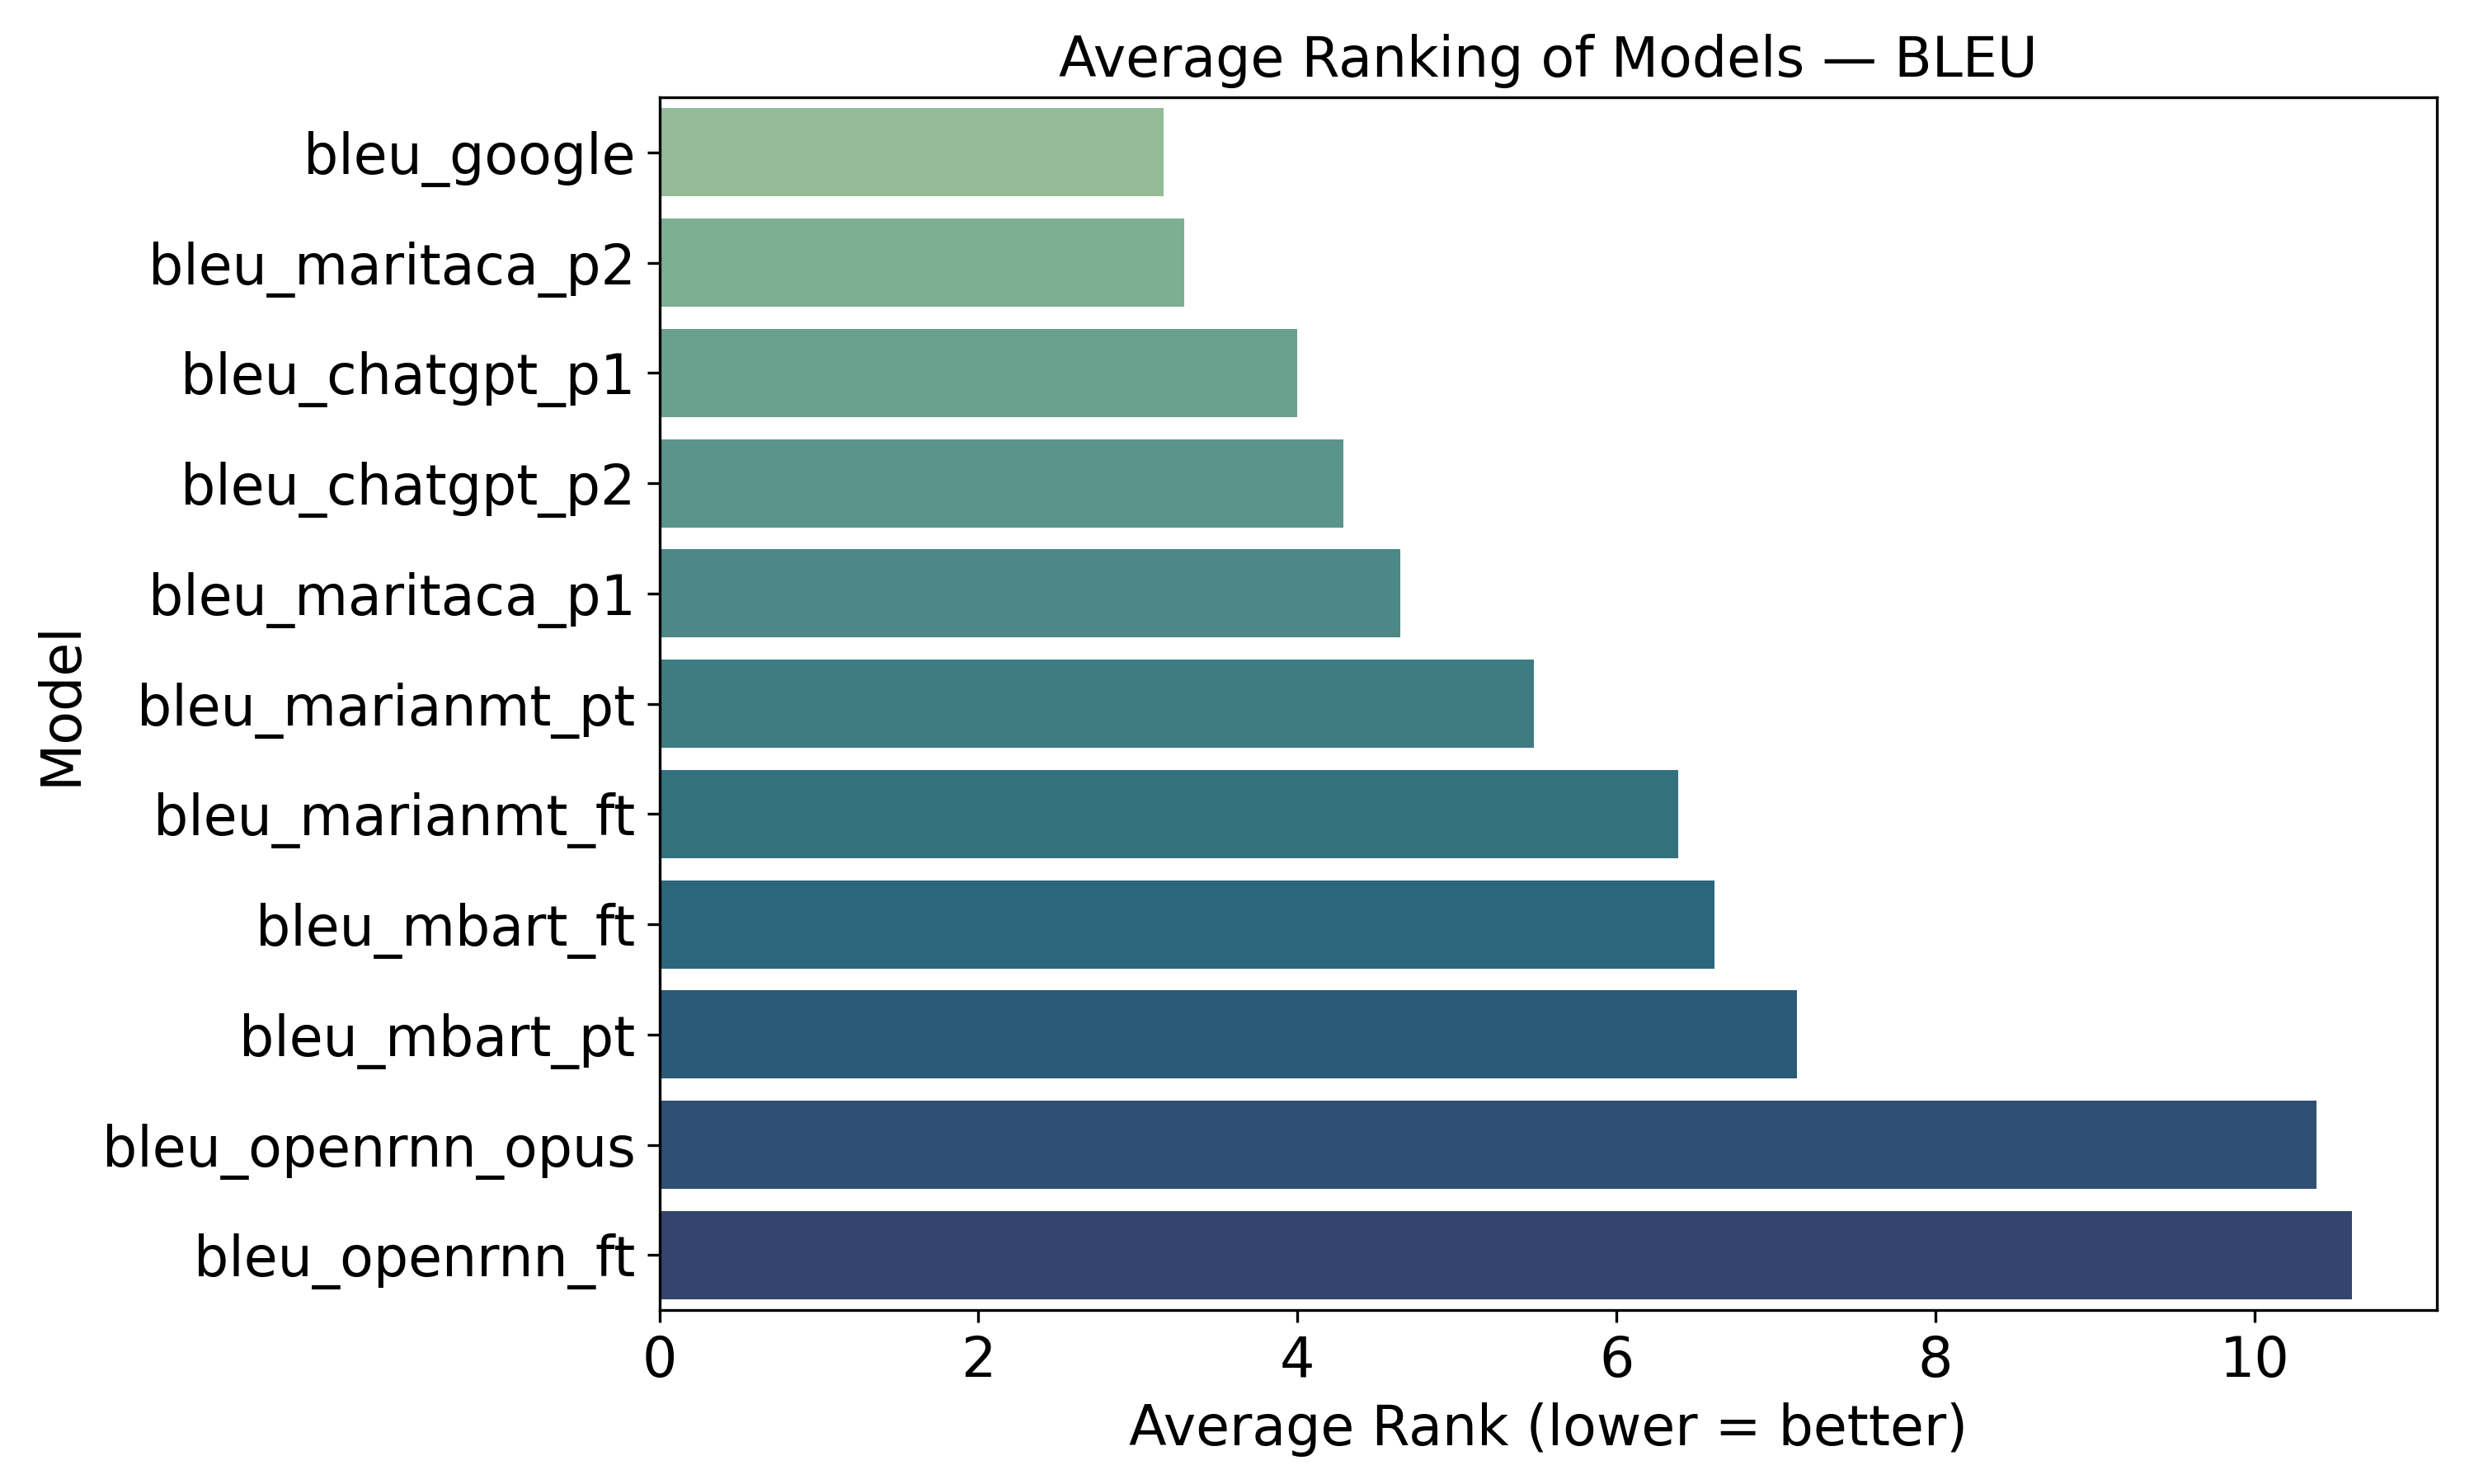 Average Ranking of Models — BLEU
bleu_google
bleu_maritaca_p2
bleu_chatgpt_p1
bleu_chatgpt_p2
bleu_maritaca_p1
bleu_marianmt_pt
bleu_marianmt_ft
bleu_mbart_ft
bleu_mbart_pt
bleu_openrnn_opus
bleu_openrnn_ft
Model
0 2 4 6 8 10
Average Rank (lower = better)